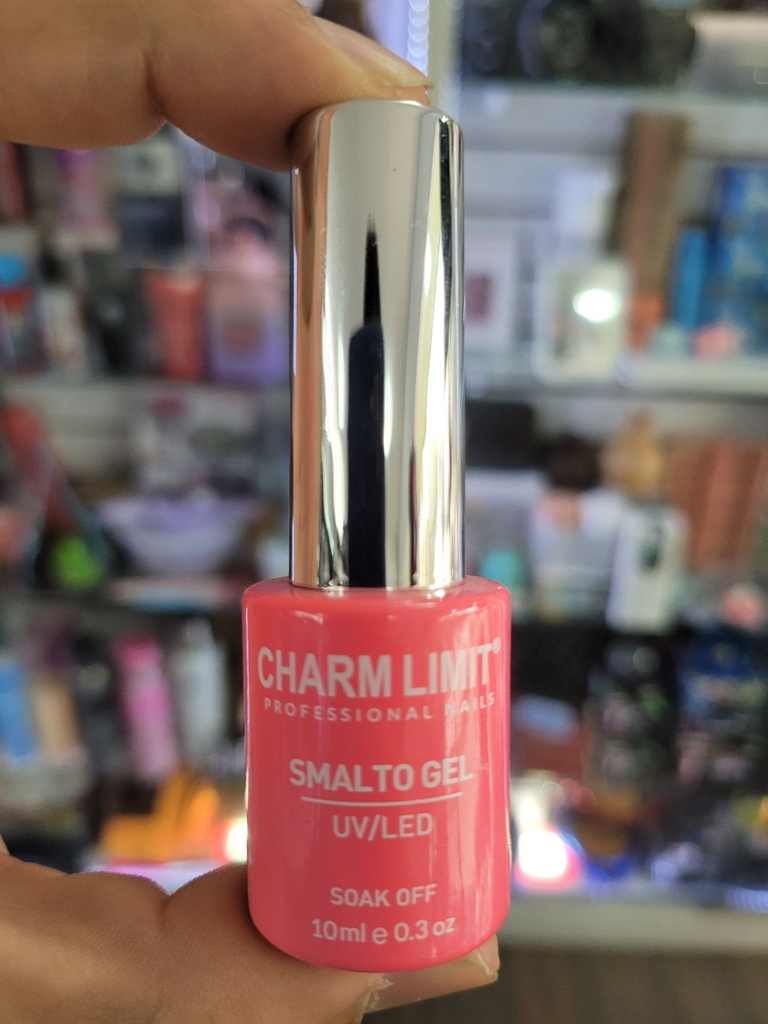 CHARM LIMIT®
PROFESSIONAL NAILS
SMALTO GEL
UV/LED
SOAK OFF
10ml e 0.3 oz